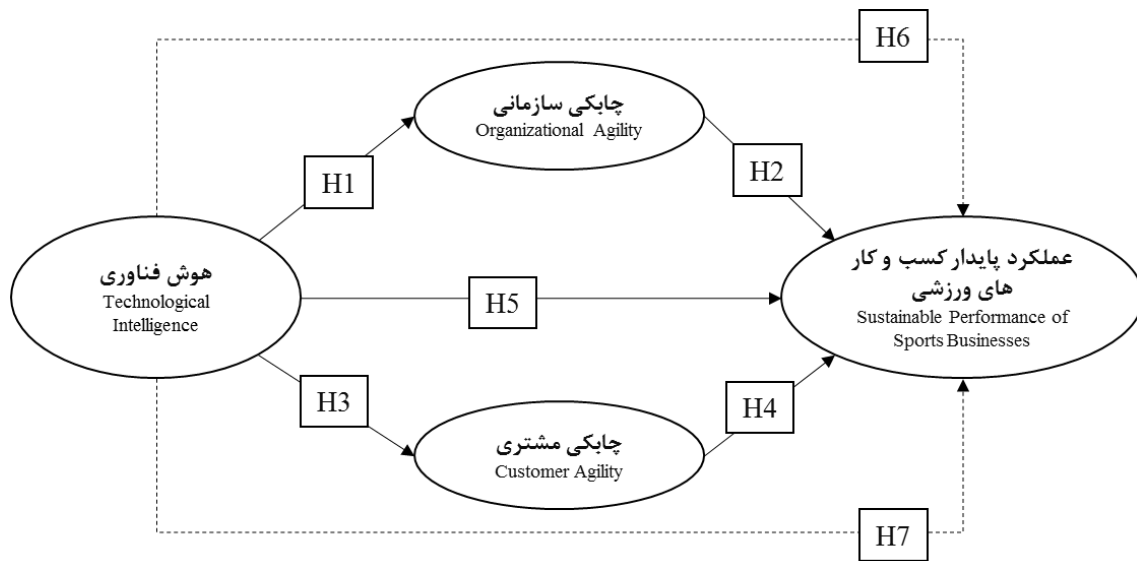 H6
چابکی سازمانی
Organizational Agility
H1
H2
هوش فناوری
Technological
Intelligence
H5
عملکرد پایدار کسب و کار
های ورزشی
Sustainable Performance of
Sports Businesses
H3
H4
چابکی مشتری
Customer Agility
H7